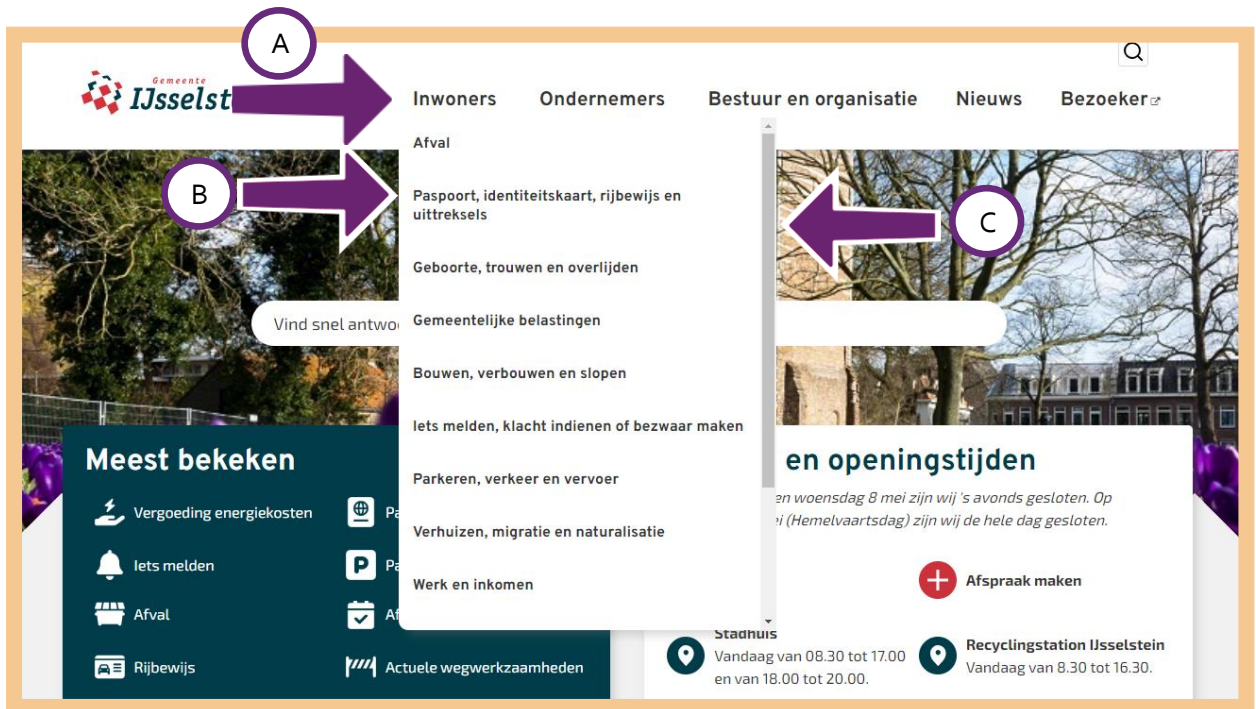 A
Gemeente
Inwoners Ondernemers Bestuur en organisatie Nieuws Bezoeker
Afval
B
Paspoort, identiteitskaart, rijbewijs en
uittreksels
C
Geboorte, trouwen en overlijden
Vind snel
Gemeentelijke belastingen
Bouwen, verbouwen en slopen
Iets melden, klacht indienen of bezwaar maken
Parkeren, verkeer en vervoer
Verhuizen, migratie en naturalisatie
Werk en inkomen
Meest bekeken
Vergoeding energiekosten
Iets melden
P
Afval
Rijbewijs
Actuele wegwerkzaamheden
en openingstijden
en woensdag 8 mei zijn wij 's avonds gesloten. Op
(Hemelvaartsdag) zijn wij de hele dag gesloten.
Afspraak maken
Stadhuis
Vandaag van 08.30 tot 17.00
en van 18.00 tot 20.00.
Recyclingstation IJsselstein
Vandaag van 8.30 tot 16.30.